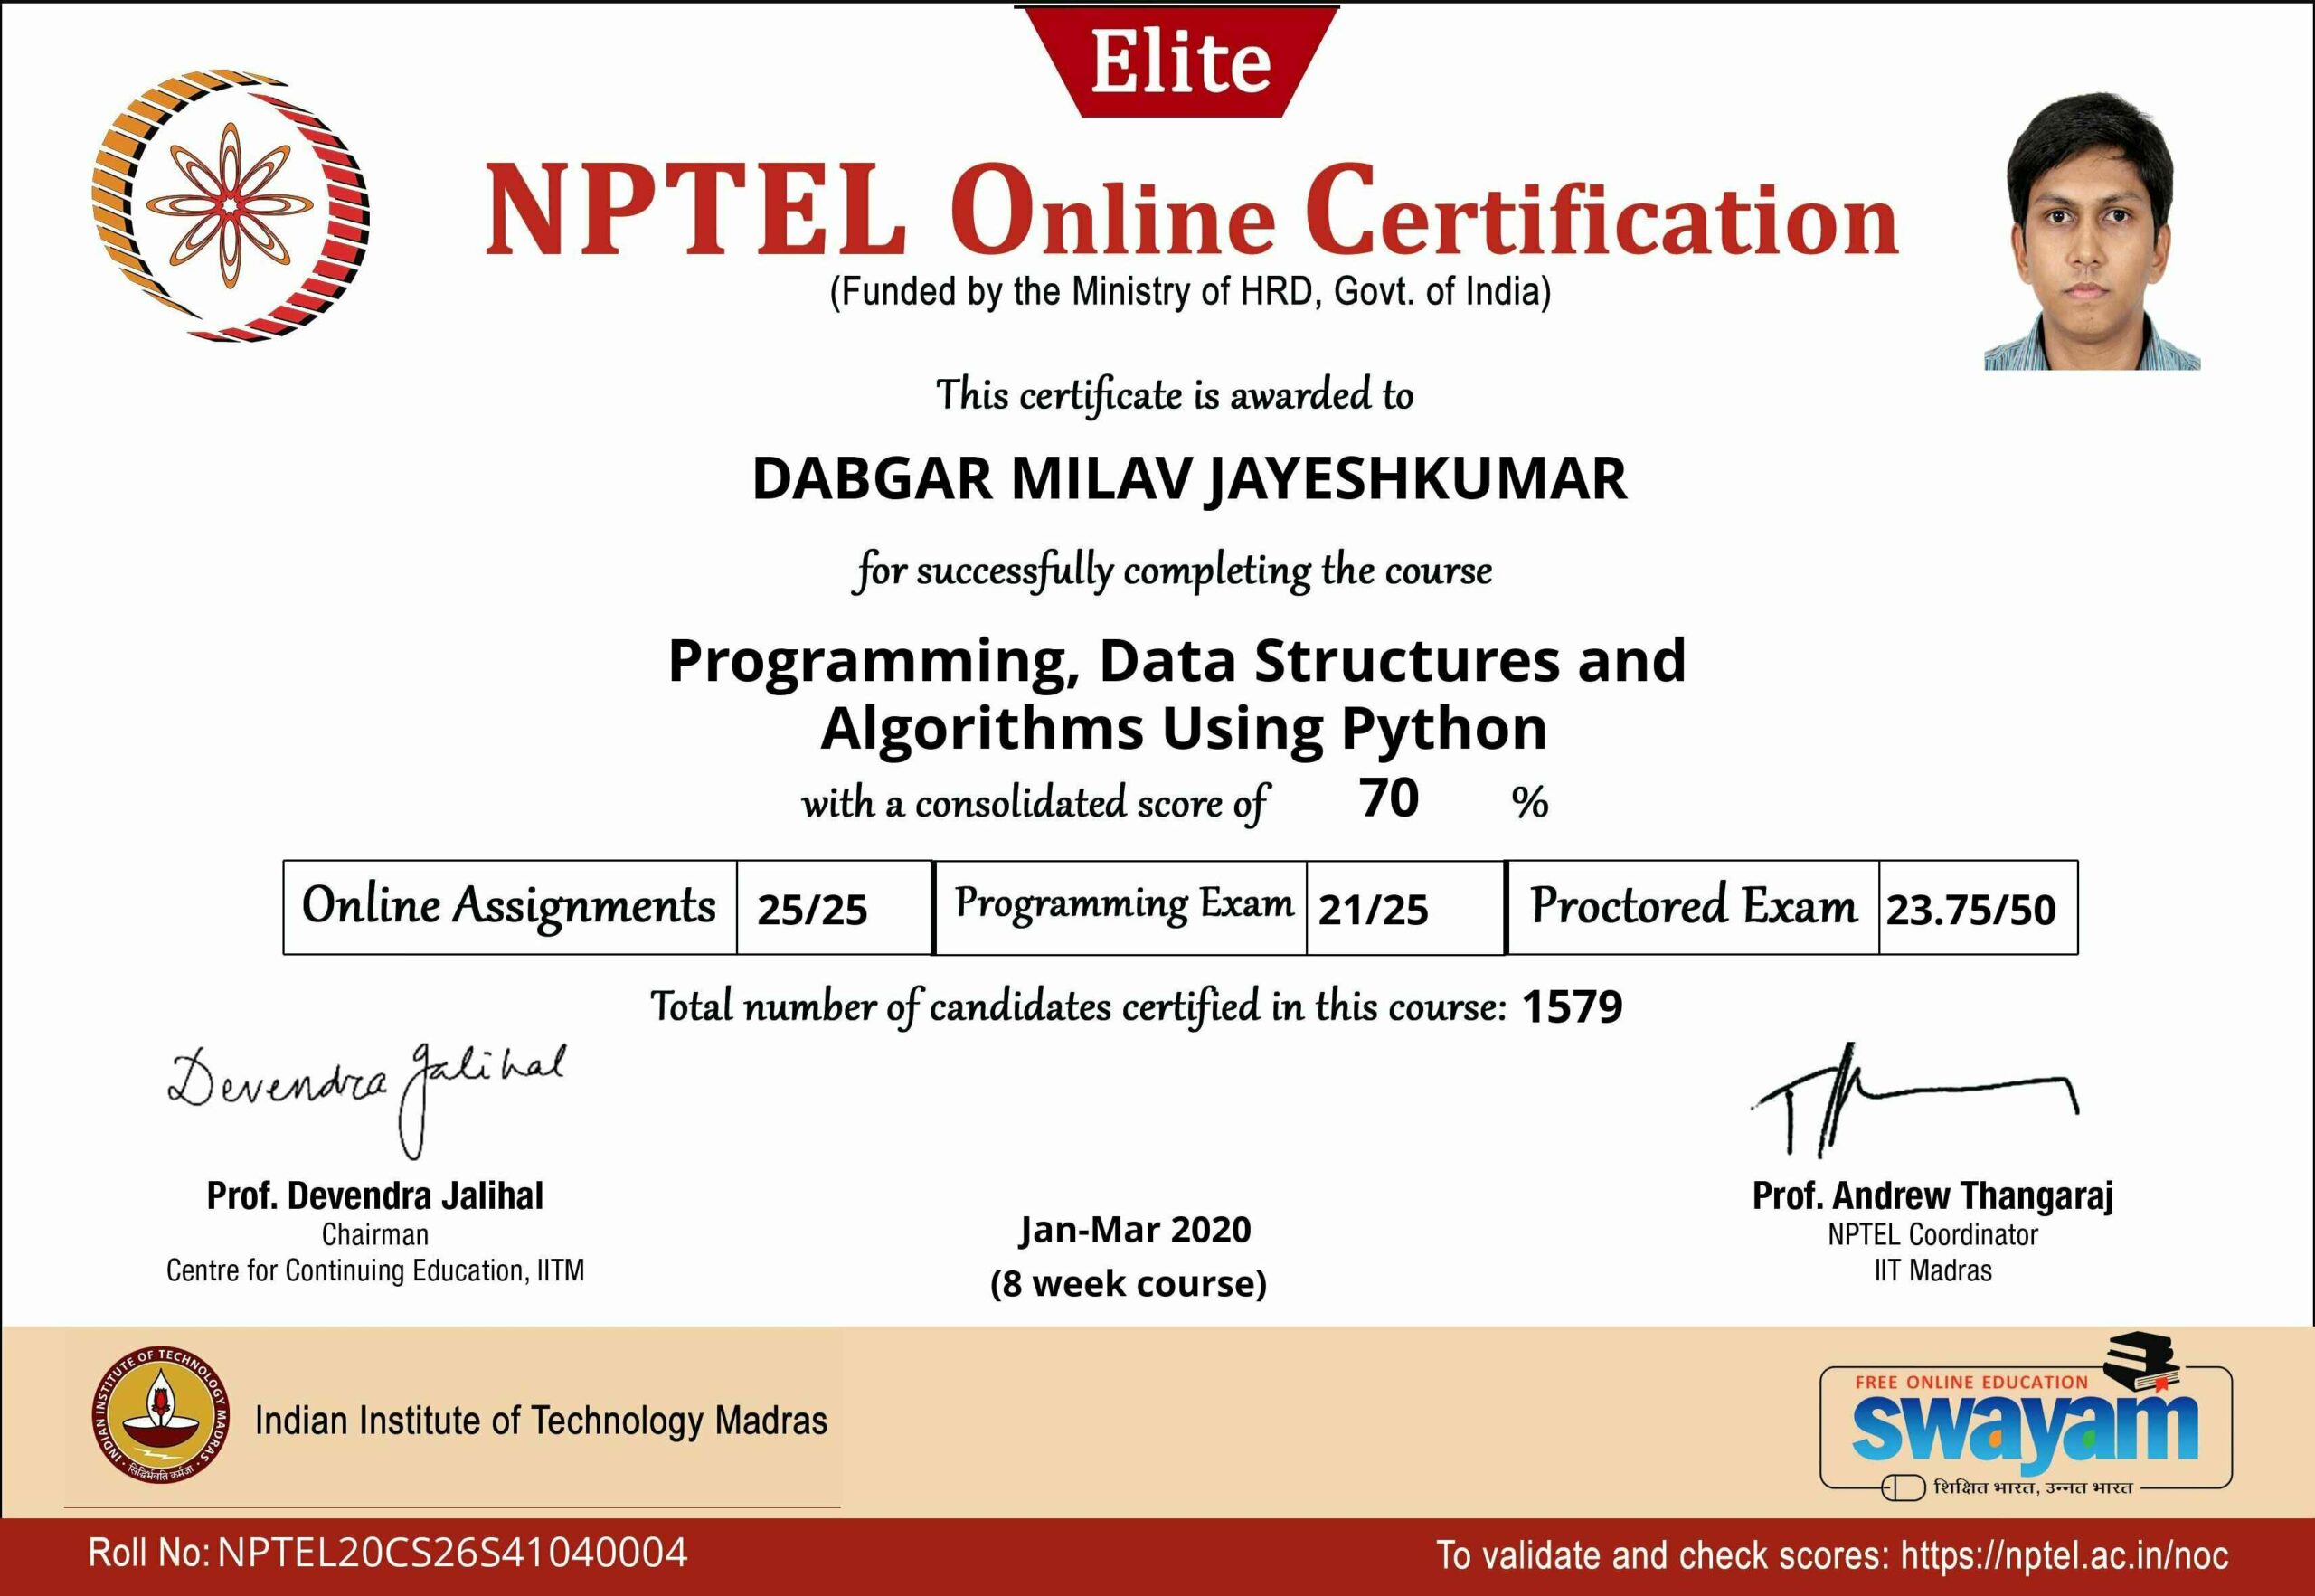 Elite
NPTEL Online Certification
(Funded by the Ministry of HRD, Govt. of India)
This certificate is awarded to
DABGAR MILAV JAYESHKUMAR
for successfully completing the course
Programming, Data Structures and
Algorithms Using Python
with a consolidated score of 70 %
Online Assignments 25/25 Programming Exam 21/25 Proctored Exam 23.75/50
Total number of candidates certified in this course: 1579
Devendra Jalihal
Prof. Devendra Jalihal
Chairman
Centre for Continuing Education, IITM
Jan-Mar 2020
(8 week course)
Prof. Andrew Thangaraj
NPTEL Coordinator
IIT Madras
INDIAN INSTITUTE OF TECHNOLOGY MADRAS
सिद्धिर्भवति कर्मजा
Indian Institute of Technology Madras
FREE ONLINE EDUCATION
swayam
शिक्षित भारत, उन्नत भारत
Roll No: NPTEL20CS26S41040004
To validate and check scores: https://nptel.ac.in/noc